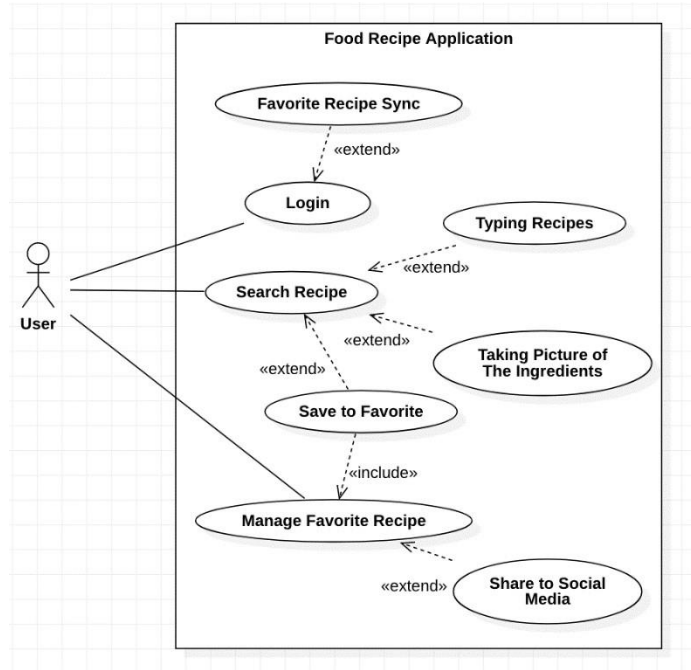 Food Recipe Application
Favorite Recipe Sync
«extend»
Login
Typing Recipes
«extend»
User
Search Recipe
«extend»
Taking Picture of
The Ingredients
«extend»
Save to Favorite
«include»
Manage Favorite Recipe
«extend»
Share to Social
Media